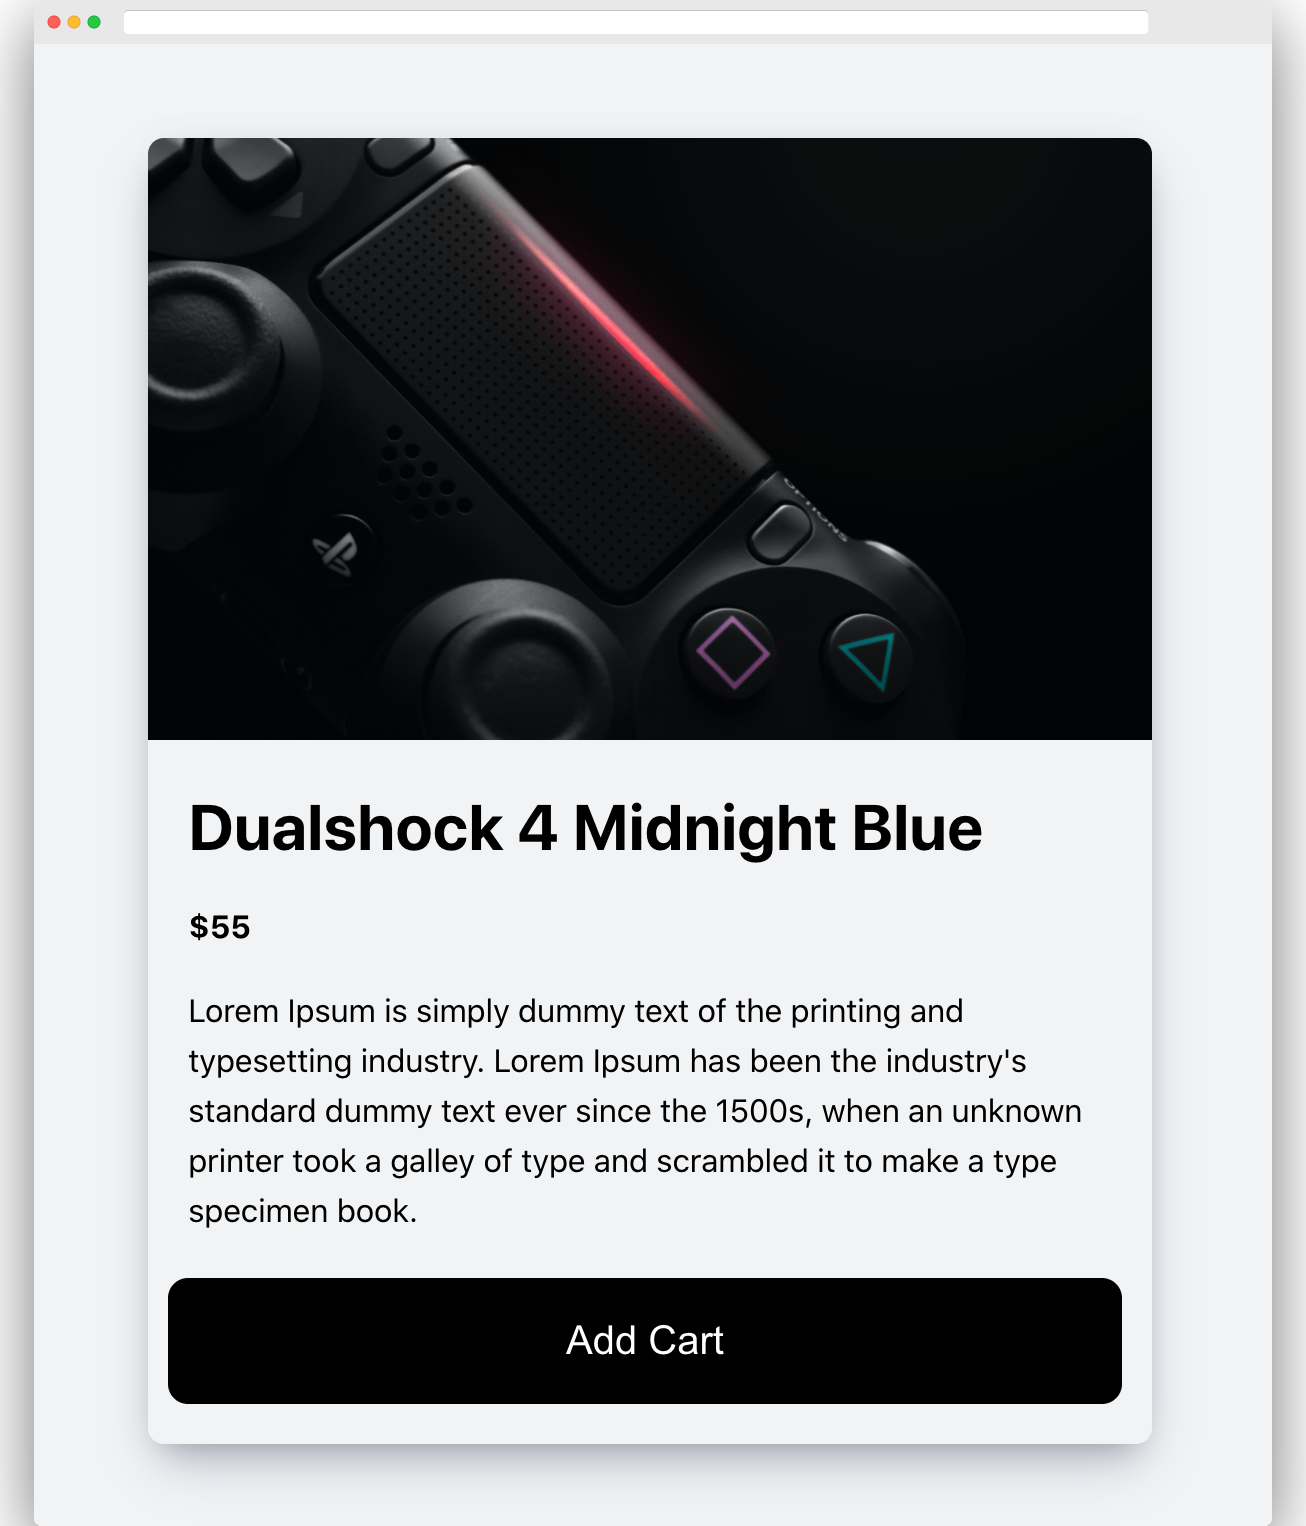 OPTIONS
Dualshock 4 Midnight Blue
$55
Lorem Ipsum is simply dummy text of the printing and
typesetting industry. Lorem Ipsum has been the industry's
standard dummy text ever since the 1500s, when an unknown
printer took a galley of type and scrambled it to make a type
specimen book.
Add Cart